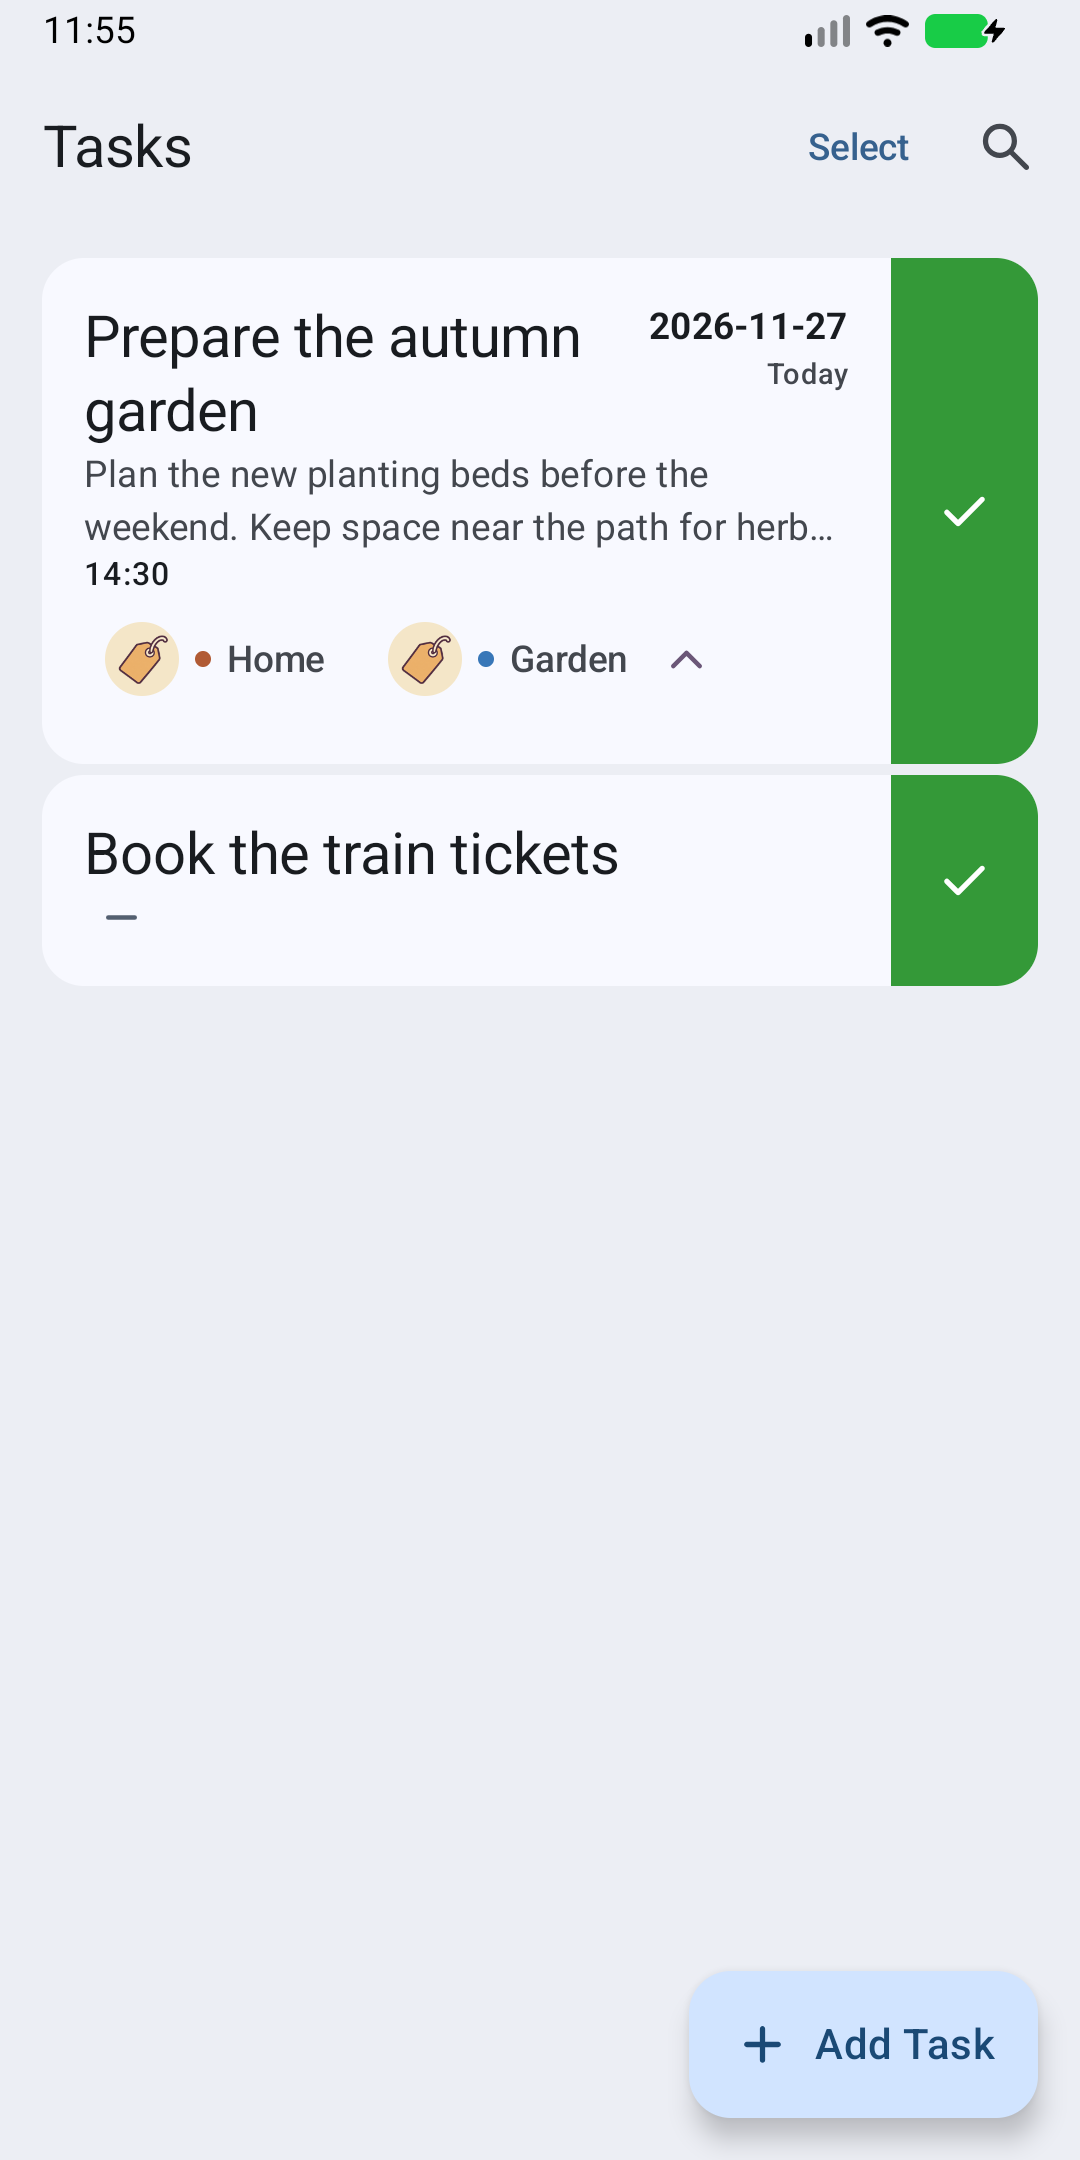 11:55
Tasks
Select
Prepare the autumn
garden
2026-11-27
Today
Plan the new planting beds before the
weekend. Keep space near the path for herb…
14:30
Home
Garden
Book the train tickets
Add Task